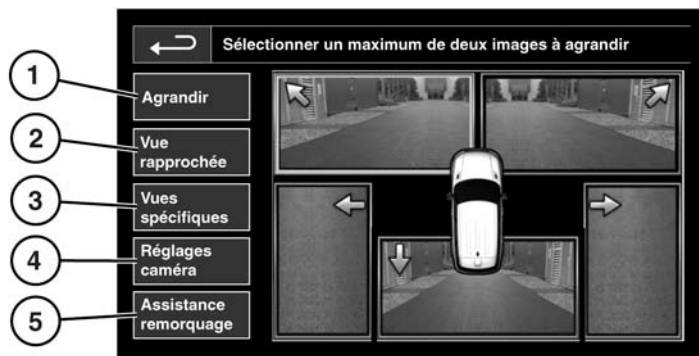 Sélectionner un maximum de deux images à agrandir
1
Agrandir
2
Vue
rapprochée
3
Vues
spécifiques
4
Réglages
caméra
5
Assistance
remorquage